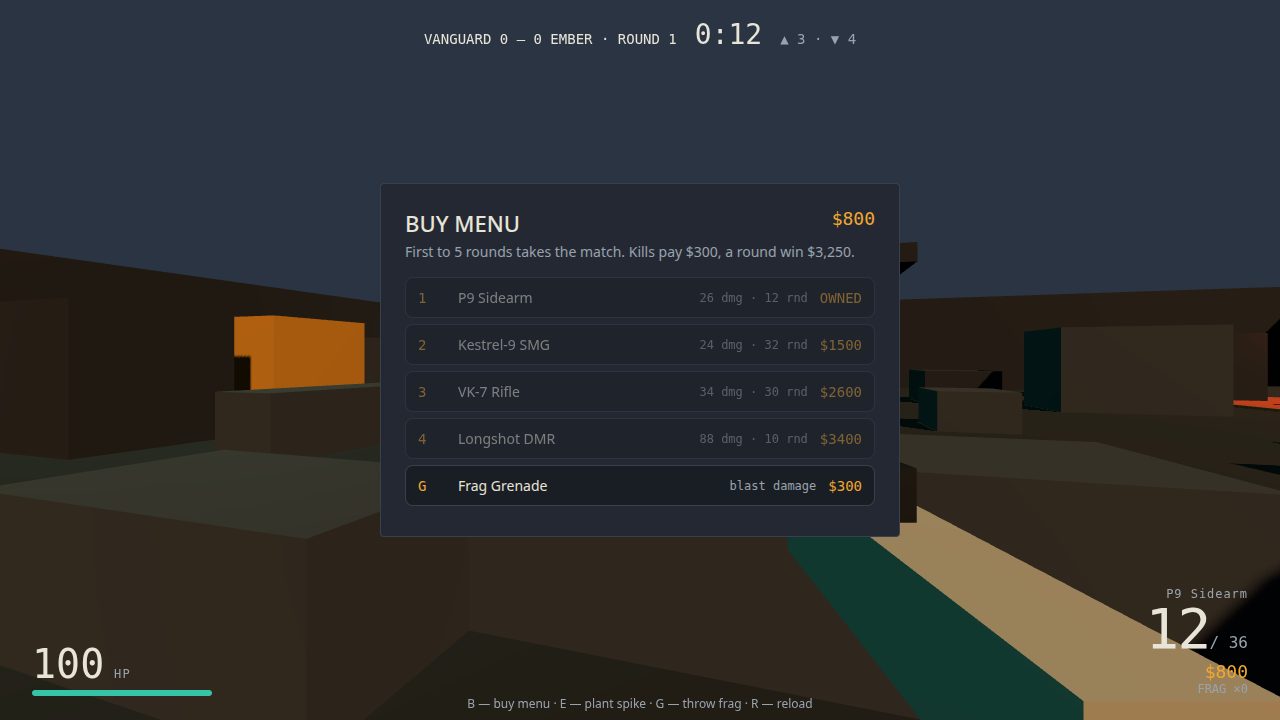 VANGUARD 0 — 0 EMBER · ROUND 1 0:12 ▲ 3 · ▼ 4
BUY MENU $800
First to 5 rounds takes the match. Kills pay $300, a round win $3,250.
1 P9 Sidearm 26 dmg · 12 rnd OWNED
2 Kestrel-9 SMG 24 dmg · 32 rnd $1500
3 VK-7 Rifle 34 dmg · 30 rnd $2600
4 Longshot DMR 88 dmg · 10 rnd $3400
G Frag Grenade blast damage $300
P9 Sidearm
12 / 36
$800
FRAG ×0
100 HP
B — buy menu · E — plant spike · G — throw frag · R — reload